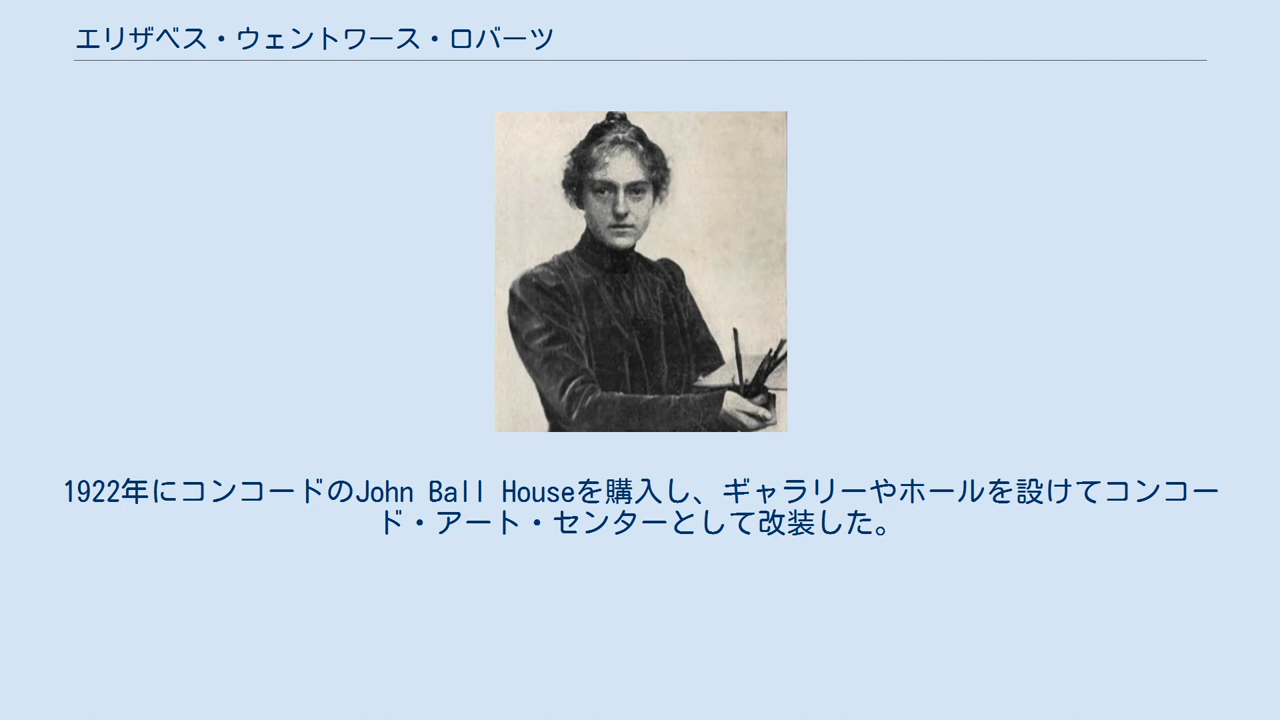 エリザベス・ウェントワース・ロバーツ
1922年にコンコードのJohn Ball Houseを購入し、ギャラリーやホールを設けてコンコー
ド・アート・センターとして改装した。